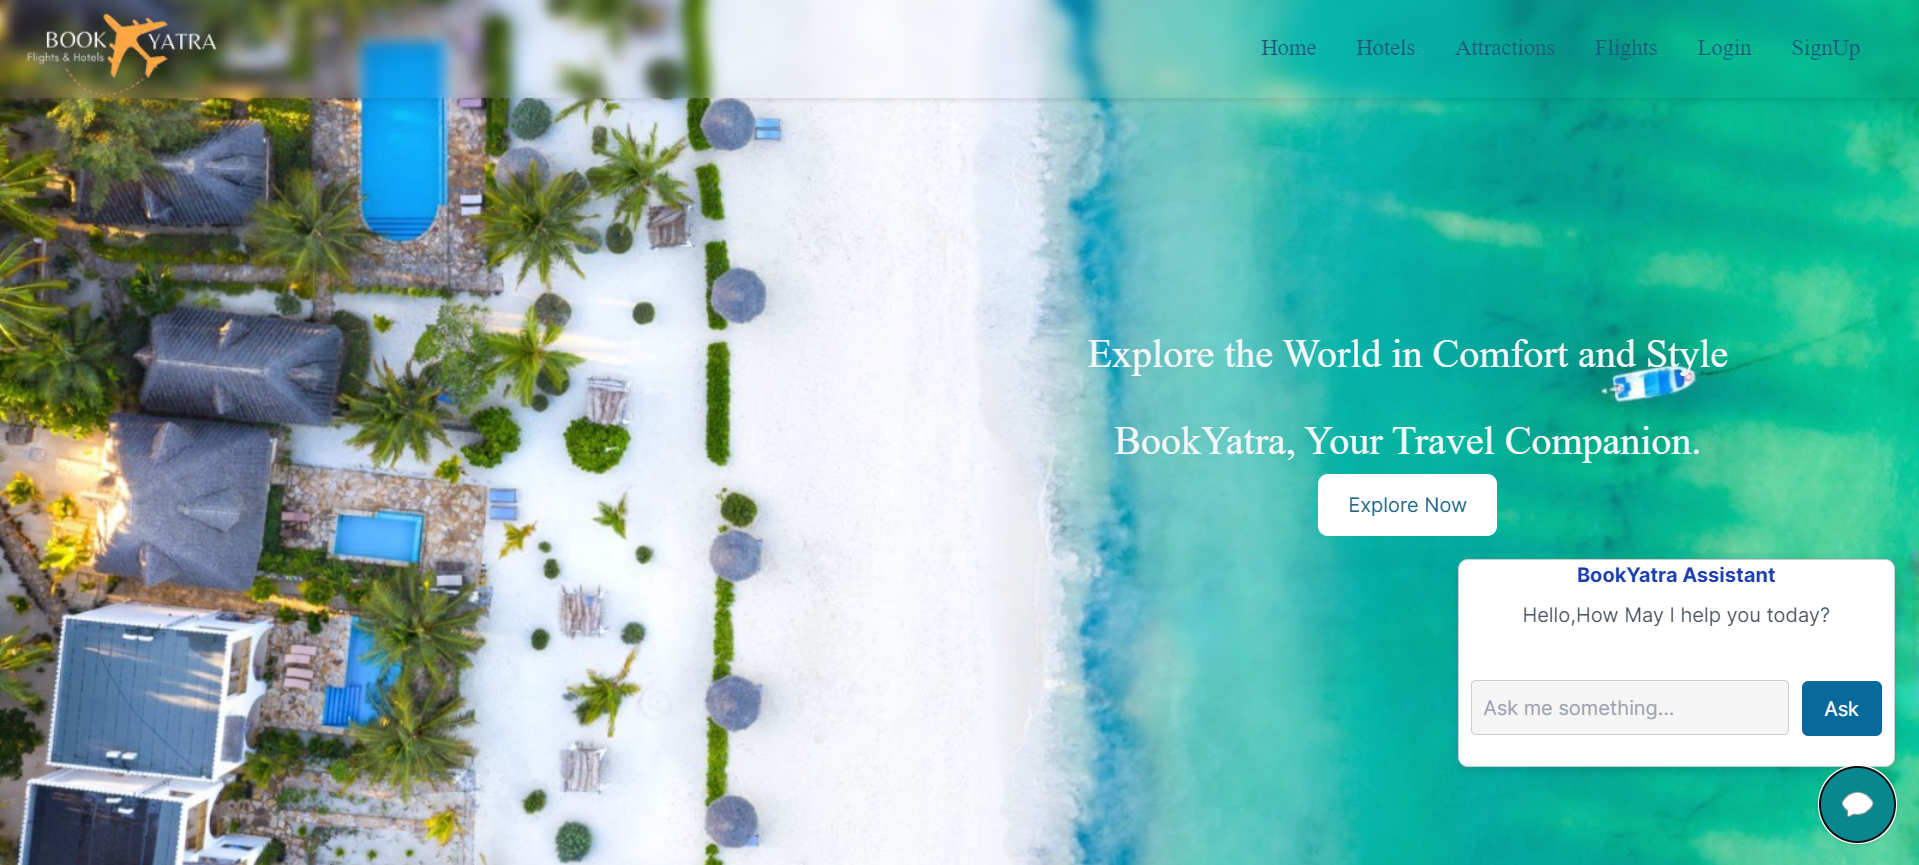 BOOK YATRA
Flights & Hotels
Home Hotels Attractions Flights Login SignUp
Explore the World in Comfort and Style
BookYatra, Your Travel Companion.
Explore Now
BookYatra Assistant
Hello,How May I help you today?
Ask me something...
Ask